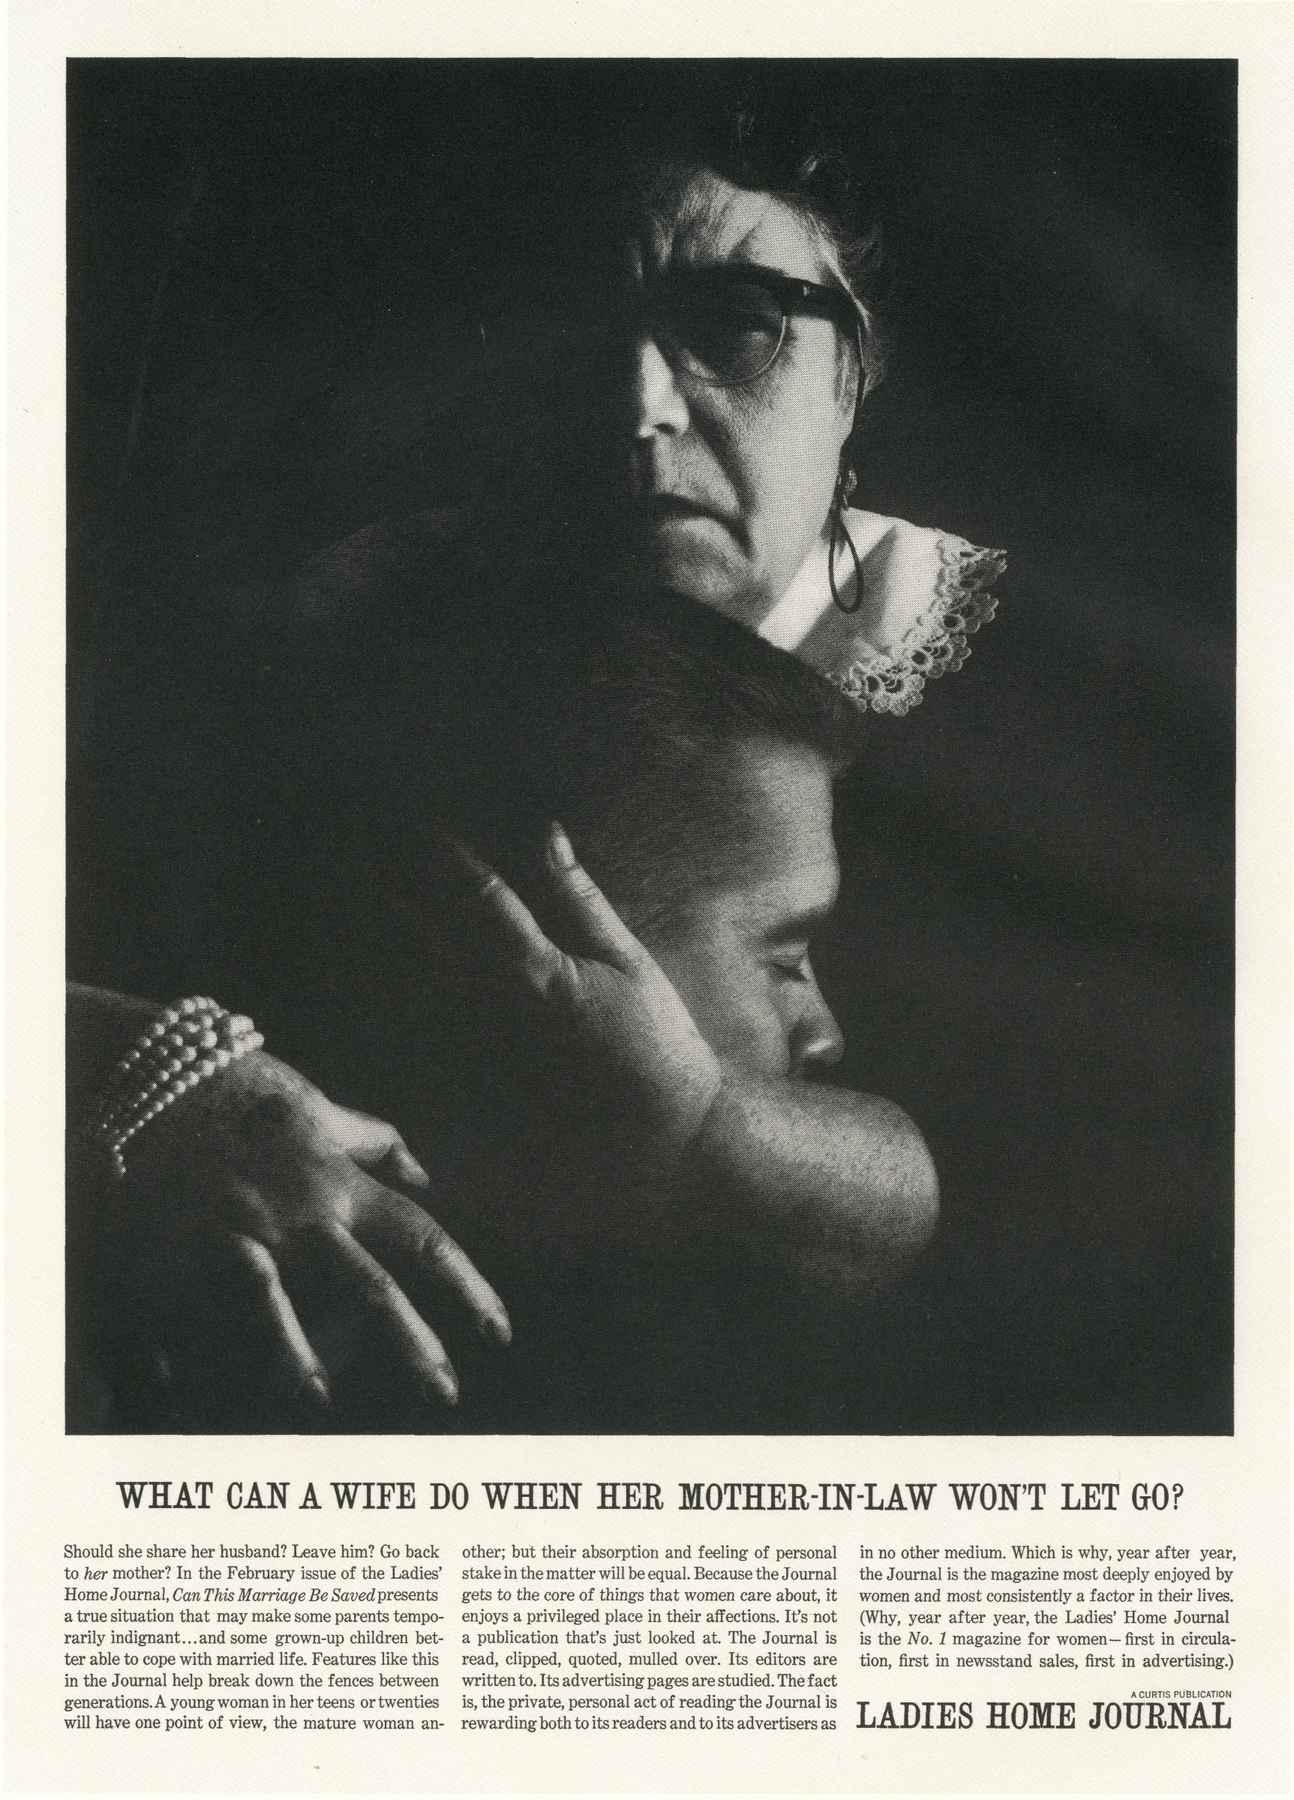 WHAT CAN A WIFE DO WHEN HER MOTHER-IN-LAW WON'T LET GO?
Should she share her husband? Leave him? Go back
to her mother? In the February issue of the Ladies'
Home Journal, Can This Marriage Be Saved presents
a true situation that may make some parents tempo-
rarily indignant...and some grown-up children bet-
ter able to cope with married life. Features like this
in the Journal help break down the fences between
generations. A young woman in her teens or twenties
will have one point of view, the mature woman an-
other; but their absorption and feeling of personal
stake in the matter will be equal. Because the Journal
gets to the core of things that women care about, it
enjoys a privileged place in their affections. It's not
a publication that's just looked at. The Journal is
read, clipped, quoted, mulled over. Its editors are
written to. Its advertising pages are studied. The fact
is, the private, personal act of reading the Journal is
rewarding both to its readers and to its advertisers as
in no other medium. Which is why, year after year,
the Journal is the magazine most deeply enjoyed by
women and most consistently a factor in their lives.
(Why, year after year, the Ladies' Home Journal
is the No. 1 magazine for women—first in circula-
tion, first in newsstand sales, first in advertising.)
A CURTIS PUBLICATION
LADIES HOME JOURNAL